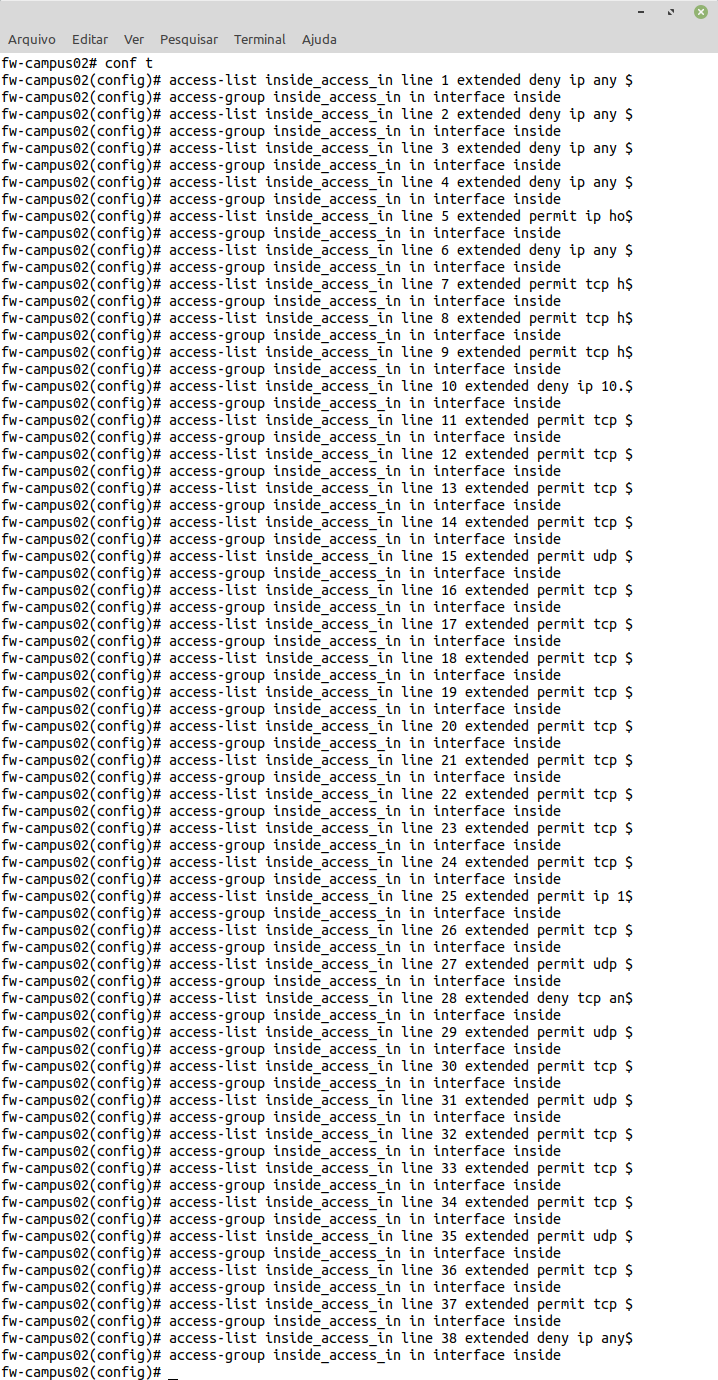 Arquivo Editar Ver Pesquisar Terminal Ajuda
fw-campus02# conf t
fw-campus02(config)# access-list inside_access_in line 1 extended deny ip any $
fw-campus02(config)# access-group inside_access_in in interface inside
fw-campus02(config)# access-list inside_access_in line 2 extended deny ip any $
fw-campus02(config)# access-group inside_access_in in interface inside
fw-campus02(config)# access-list inside_access_in line 3 extended deny ip any $
fw-campus02(config)# access-group inside_access_in in interface inside
fw-campus02(config)# access-list inside_access_in line 4 extended deny ip any $
fw-campus02(config)# access-group inside_access_in in interface inside
fw-campus02(config)# access-list inside_access_in line 5 extended permit ip ho$
fw-campus02(config)# access-group inside_access_in in interface inside
fw-campus02(config)# access-list inside_access_in line 6 extended deny ip any $
fw-campus02(config)# access-group inside_access_in in interface inside
fw-campus02(config)# access-list inside_access_in line 7 extended permit tcp h$
fw-campus02(config)# access-group inside_access_in in interface inside
fw-campus02(config)# access-list inside_access_in line 8 extended permit tcp h$
fw-campus02(config)# access-group inside_access_in in interface inside
fw-campus02(config)# access-list inside_access_in line 9 extended permit tcp h$
fw-campus02(config)# access-group inside_access_in in interface inside
fw-campus02(config)# access-list inside_access_in line 10 extended deny ip 10.$
fw-campus02(config)# access-group inside_access_in in interface inside
fw-campus02(config)# access-list inside_access_in line 11 extended permit tcp $
fw-campus02(config)# access-group inside_access_in in interface inside
fw-campus02(config)# access-list inside_access_in line 12 extended permit tcp $
fw-campus02(config)# access-group inside_access_in in interface inside
fw-campus02(config)# access-list inside_access_in line 13 extended permit tcp $
fw-campus02(config)# access-group inside_access_in in interface inside
fw-campus02(config)# access-list inside_access_in line 14 extended permit tcp $
fw-campus02(config)# access-group inside_access_in in interface inside
fw-campus02(config)# access-list inside_access_in line 15 extended permit udp $
fw-campus02(config)# access-group inside_access_in in interface inside
fw-campus02(config)# access-list inside_access_in line 16 extended permit tcp $
fw-campus02(config)# access-group inside_access_in in interface inside
fw-campus02(config)# access-list inside_access_in line 17 extended permit tcp $
fw-campus02(config)# access-group inside_access_in in interface inside
fw-campus02(config)# access-list inside_access_in line 18 extended permit tcp $
fw-campus02(config)# access-group inside_access_in in interface inside
fw-campus02(config)# access-list inside_access_in line 19 extended permit tcp $
fw-campus02(config)# access-group inside_access_in in interface inside
fw-campus02(config)# access-list inside_access_in line 20 extended permit tcp $
fw-campus02(config)# access-group inside_access_in in interface inside
fw-campus02(config)# access-list inside_access_in line 21 extended permit tcp $
fw-campus02(config)# access-group inside_access_in in interface inside
fw-campus02(config)# access-list inside_access_in line 22 extended permit tcp $
fw-campus02(config)# access-group inside_access_in in interface inside
fw-campus02(config)# access-list inside_access_in line 23 extended permit tcp $
fw-campus02(config)# access-group inside_access_in in interface inside
fw-campus02(config)# access-list inside_access_in line 24 extended permit tcp $
fw-campus02(config)# access-group inside_access_in in interface inside
fw-campus02(config)# access-list inside_access_in line 25 extended permit ip 1$
fw-campus02(config)# access-group inside_access_in in interface inside
fw-campus02(config)# access-list inside_access_in line 26 extended permit tcp $
fw-campus02(config)# access-group inside_access_in in interface inside
fw-campus02(config)# access-list inside_access_in line 27 extended permit udp $
fw-campus02(config)# access-group inside_access_in in interface inside
fw-campus02(config)# access-list inside_access_in line 28 extended deny tcp an$
fw-campus02(config)# access-group inside_access_in in interface inside
fw-campus02(config)# access-list inside_access_in line 29 extended permit udp $
fw-campus02(config)# access-group inside_access_in in interface inside
fw-campus02(config)# access-list inside_access_in line 30 extended permit tcp $
fw-campus02(config)# access-group inside_access_in in interface inside
fw-campus02(config)# access-list inside_access_in line 31 extended permit udp $
fw-campus02(config)# access-group inside_access_in in interface inside
fw-campus02(config)# access-list inside_access_in line 32 extended permit tcp $
fw-campus02(config)# access-group inside_access_in in interface inside
fw-campus02(config)# access-list inside_access_in line 33 extended permit tcp $
fw-campus02(config)# access-group inside_access_in in interface inside
fw-campus02(config)# access-list inside_access_in line 34 extended permit tcp $
fw-campus02(config)# access-group inside_access_in in interface inside
fw-campus02(config)# access-list inside_access_in line 35 extended permit udp $
fw-campus02(config)# access-group inside_access_in in interface inside
fw-campus02(config)# access-list inside_access_in line 36 extended permit tcp $
fw-campus02(config)# access-group inside_access_in in interface inside
fw-campus02(config)# access-list inside_access_in line 37 extended permit tcp $
fw-campus02(config)# access-group inside_access_in in interface inside
fw-campus02(config)# access-list inside_access_in line 38 extended deny ip any$
fw-campus02(config)# access-group inside_access_in in interface inside
fw-campus02(config)# _